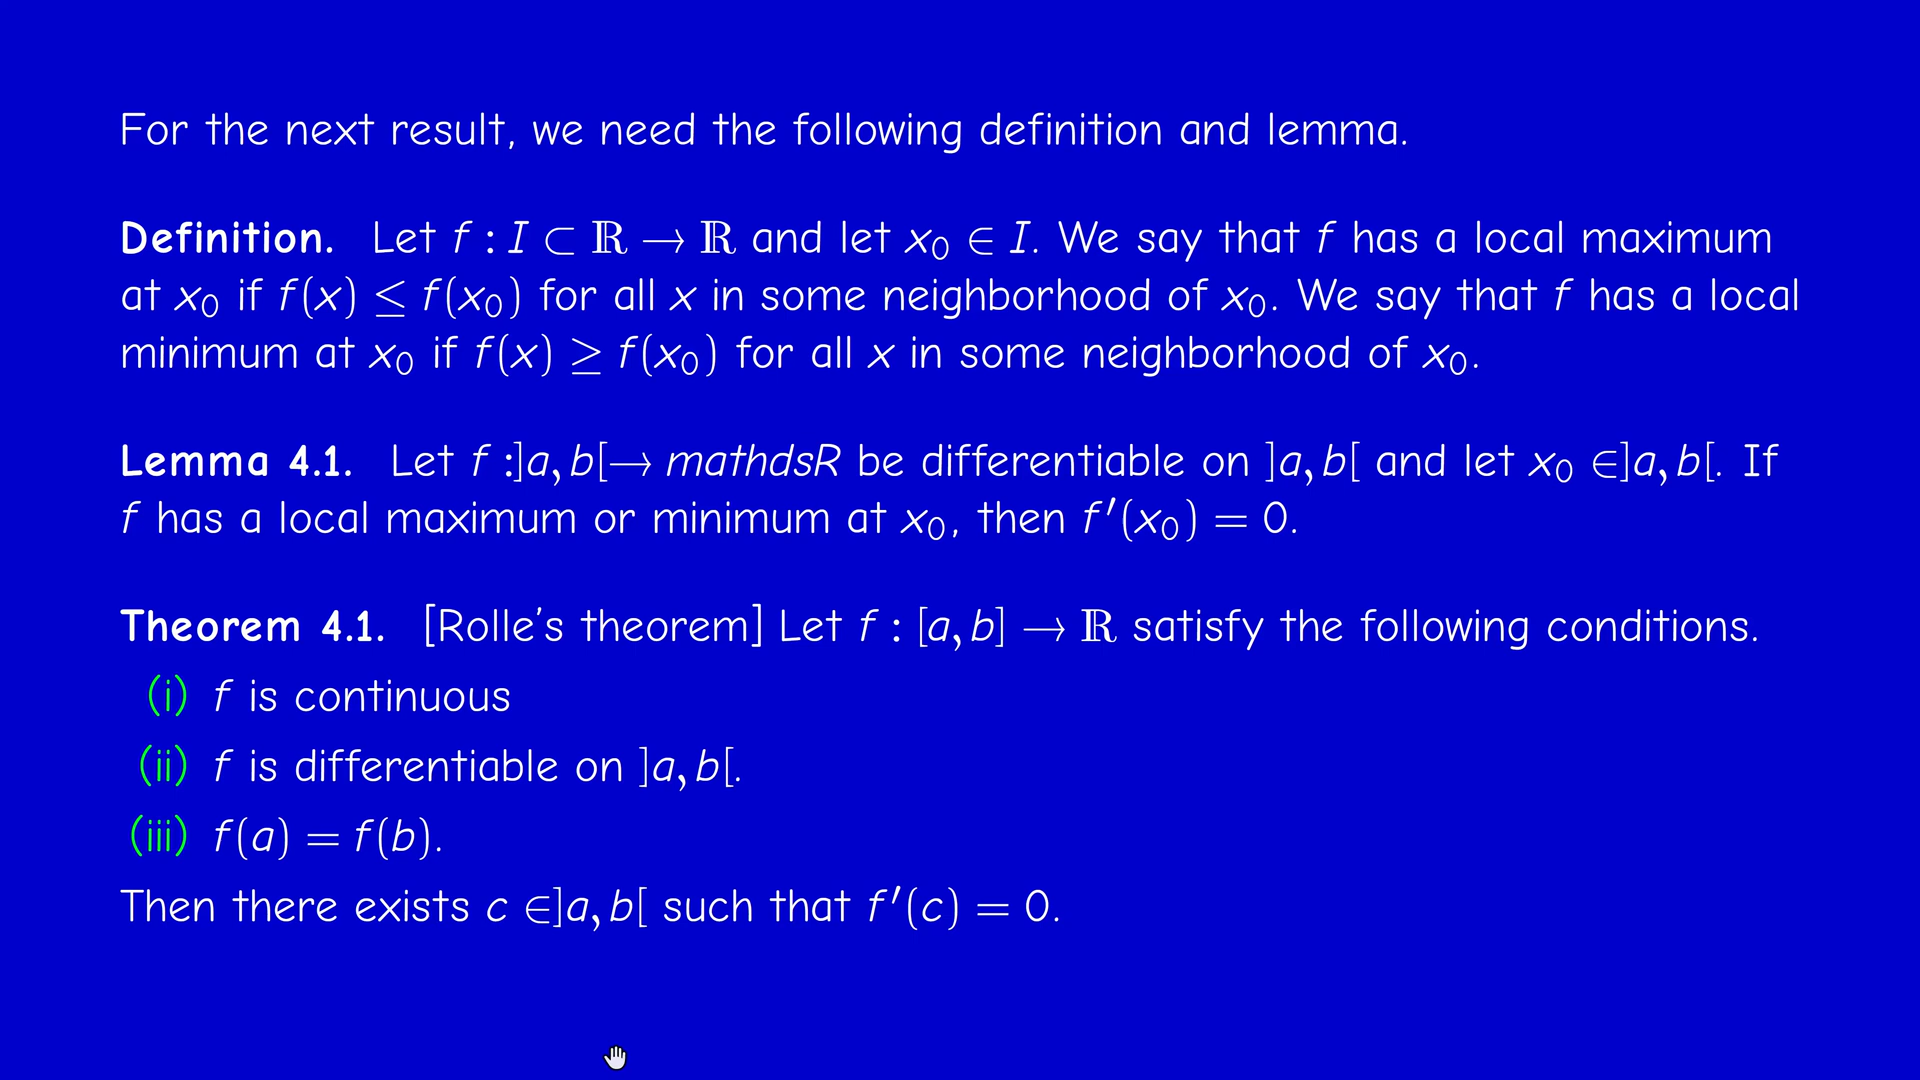 For the next result, we need the following definition and lemma.
Definition. Let f : I ⊂ ℝ → ℝ and let x₀ ∈ I. We say that f has a local maximum
at x₀ if f(x) ≤ f(x₀) for all x in some neighborhood of x₀. We say that f has a local
minimum at x₀ if f(x) ≥ f(x₀) for all x in some neighborhood of x₀.
Lemma 4.1. Let f :]a, b[→ mathdsR be differentiable on ]a, b[ and let x₀ ∈]a, b[. If
f has a local maximum or minimum at x₀, then f′(x₀) = 0.
Theorem 4.1. [Rolle's theorem] Let f : [a, b] → ℝ satisfy the following conditions.
(i) f is continuous
(ii) f is differentiable on ]a, b[.
(iii) f(a) = f(b).
Then there exists c ∈]a, b[ such that f′(c) = 0.